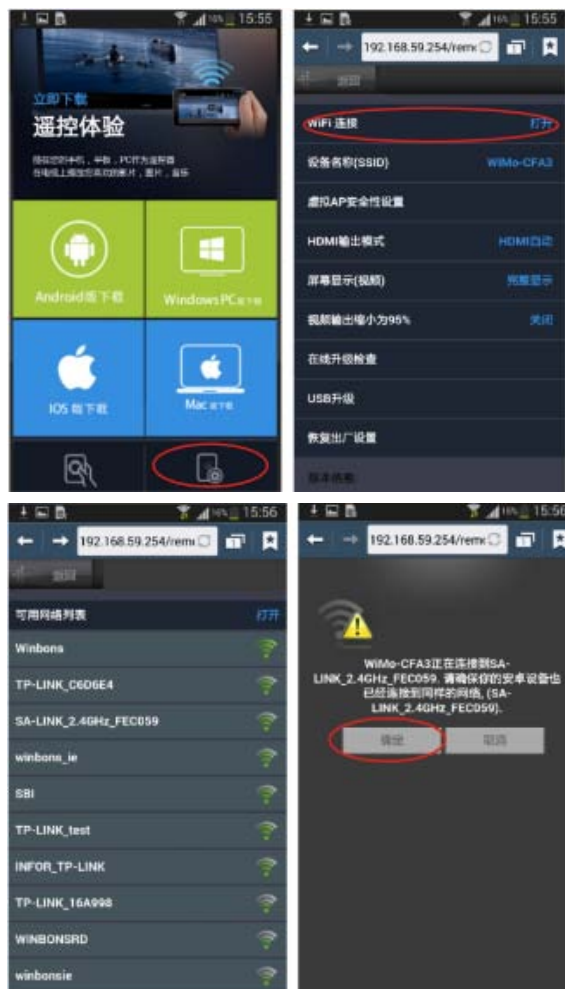 15:55
立即下载
遥控体验
Android版下载
Windows PC版下载
IOS 版下载
Mac 版下载
15:55
192.168.59.254/remo
返回
WiFi 连接 打开
设备名称(SSID) WiMo-CFA3
虚拟AP安全性设置
HDMI输出模式 HDMI自动
屏幕显示(视频) 完整显示
视频输出缩小为95% 关闭
在线升级检查
USB升级
恢复出厂设置
版本信息
15:56
192.168.59.254/remo
返回
可用网络列表 打开
Winbons
TP-LINK_C6D6E4
SA-LINK_2.4GHz_FEC059
winbons_ie
SBI
TP-LINK_test
INFOR_TP-LINK
TP-LINK_16A998
WINBONSRD
winbonsie
15:56
192.168.59.254/remo
WiMo-CFA3正在连接到SA-
LINK_2.4GHz_FEC059. 请确保你的安卓设备也
已经连接到同样的网络, (SA-
LINK_2.4GHz_FEC059).
确定 取消